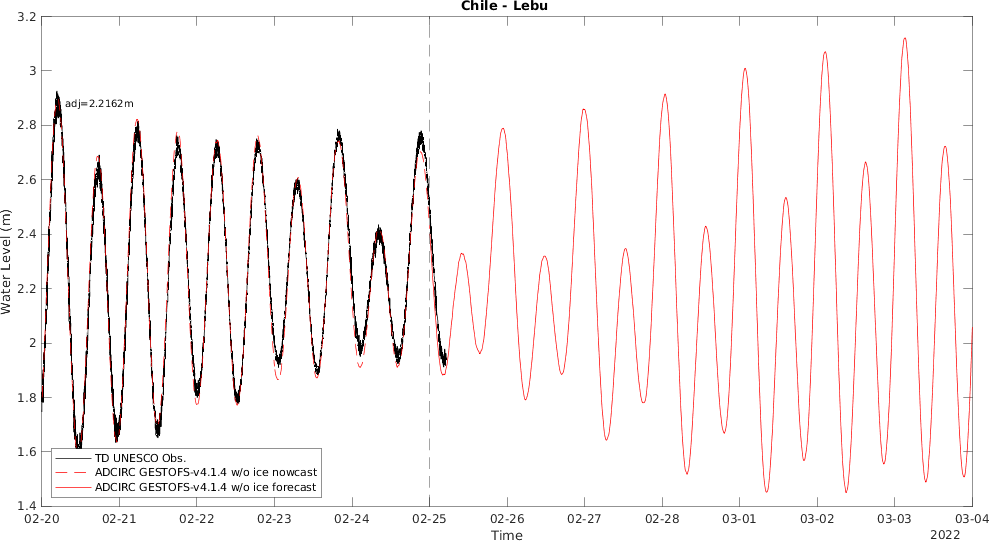 Chile - Lebu
3.2
3
2.8
2.6
2.4
2.2
2
1.8
1.6
1.4
Water Level (m)
adj=2.2162m
TD UNESCO Obs.
ADCIRC GESTOFS-v4.1.4 w/o ice nowcast
ADCIRC GESTOFS-v4.1.4 w/o ice forecast
02-20 02-21 02-22 02-23 02-24 02-25 02-26 02-27 02-28 03-01 03-02 03-03 03-04
Time
2022